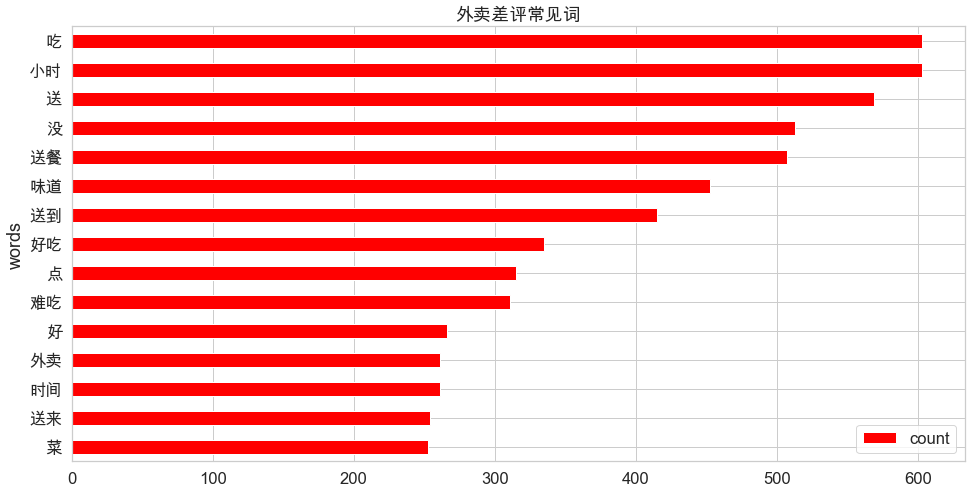 外卖差评常见词
words
吃
小时
送
没
送餐
味道
送到
好吃
点
难吃
好
外卖
时间
送来
菜
count
0 100 200 300 400 500 600